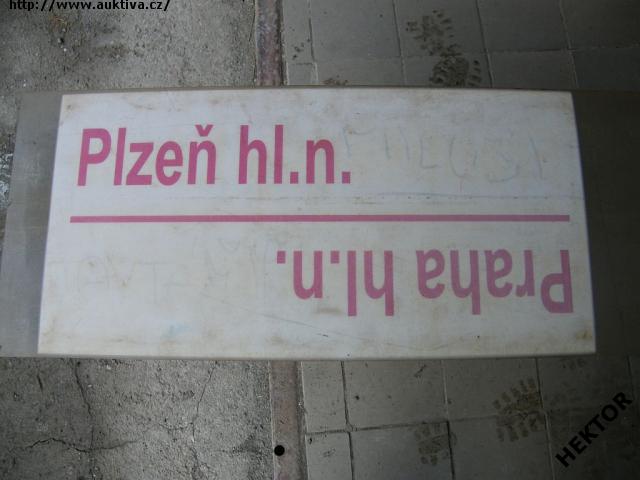 http://www.auktiva.cz/
Plzeň hl.n.
Praha hl.n.
HEKTOR